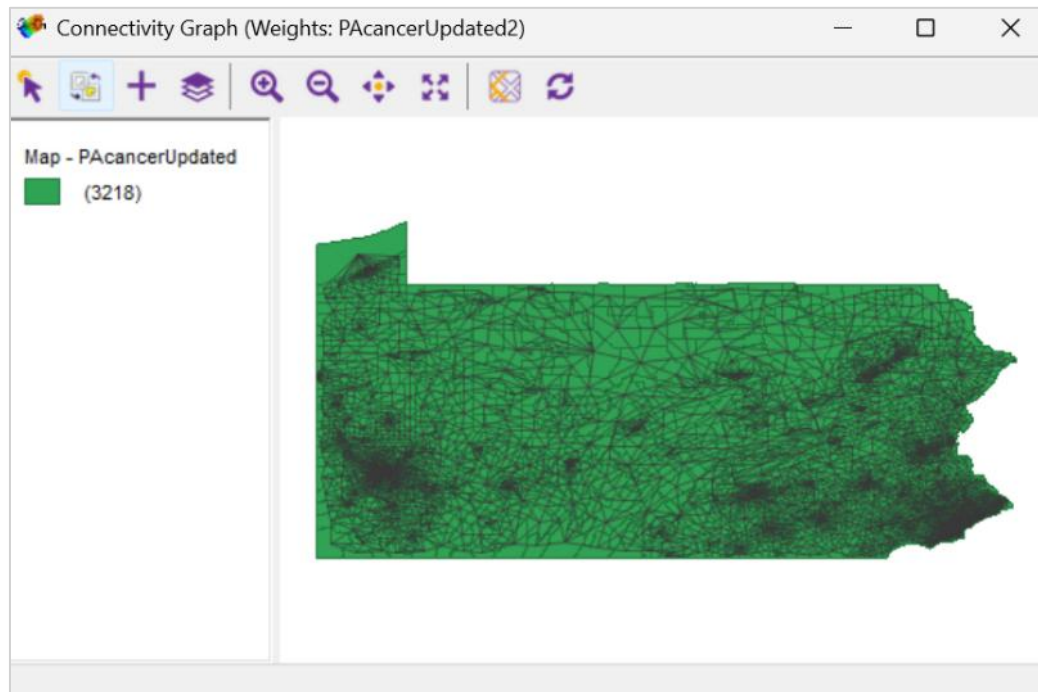 Connectivity Graph (Weights: PAcancerUpdated2)
Map - PAcancerUpdated
(3218)